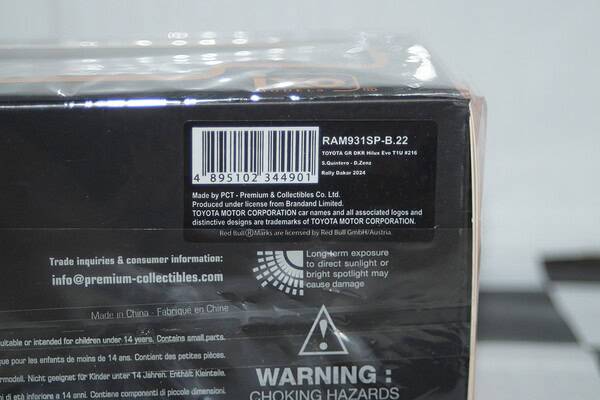 RAM931SP-B.22
TOYOTA GR DKR Hilux Evo T1U #216
S.Quintero - D.Zenz
Rally Dakar 2024
4 895102 344901
Made by PCT - Premium & Collectibles Co. Ltd.
Produced under license from Brandand Limited.
TOYOTA MOTOR CORPORATION car names and all associated logos and
distinctive designs are trademarks of TOYOTA MOTOR CORPORATION.
Red Bull ® Marks are licensed by Red Bull GmbH/Austria.
Trade inquiries & consumer information:
info@premium-collectibles.com
Long-term exposure
to direct sunlight or
bright spotlight may
cause damage
Made in China - Fabrique en Chine
suitable or intended for children under 14 years. Contains small parts.
que pour les enfants de moins de 14 ans. Contient des petites pièces.
Nicht geeignet für Kinder unter 14 Jahren. Enthält Kleinteile.
ni di età inferiore a 14 anni. Contiene componenti di piccole dimensioni.
WARNING :
CHOKING HAZARDS